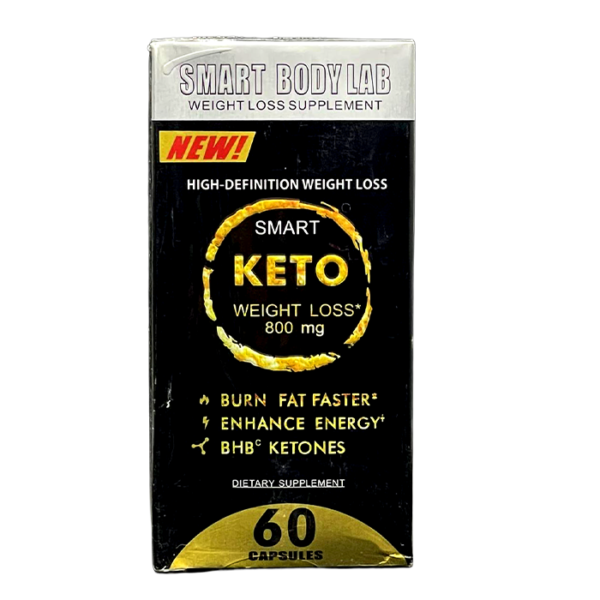 SMART BODY LAB
WEIGHT LOSS SUPPLEMENT
NEW!
HIGH-DEFINITION WEIGHT LOSS
SMART
KETO
WEIGHT LOSS*
800 mg
BURN FAT FASTER‡
ENHANCE ENERGY†
BHBᶜ KETONES
DIETARY SUPPLEMENT
60
CAPSULES